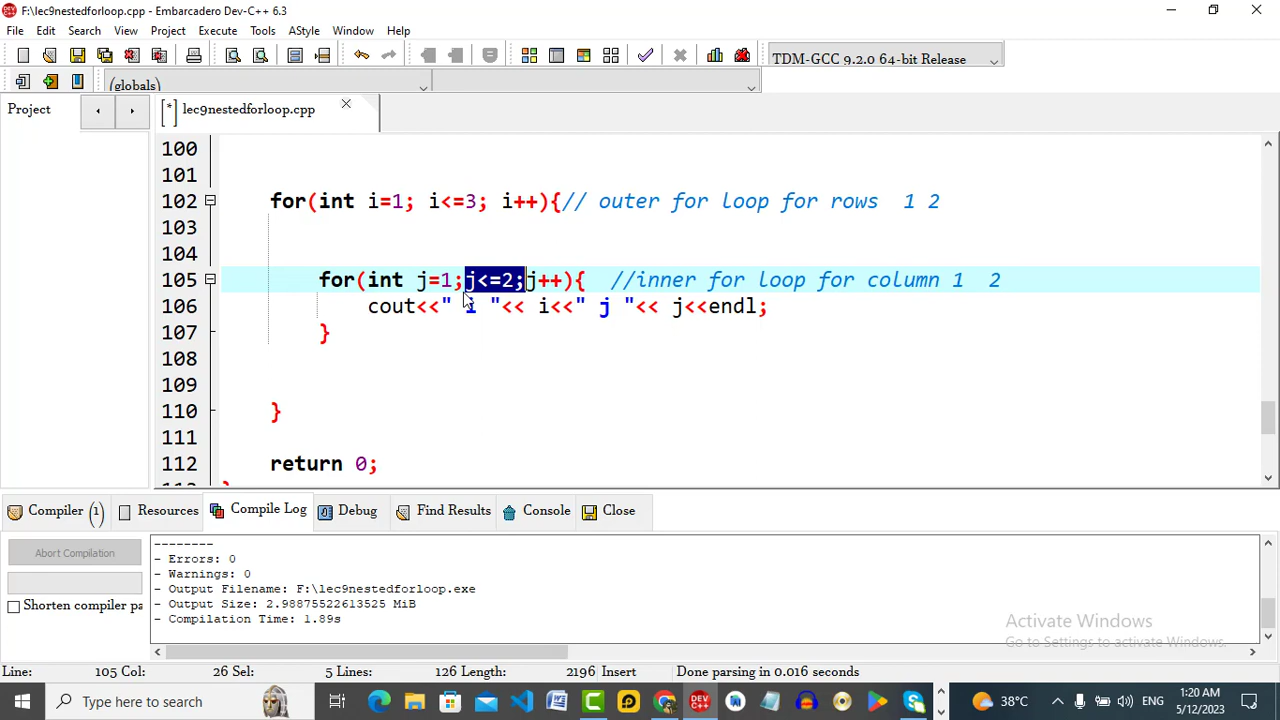 F:\lec9nestedforloop.cpp - Embarcadero Dev-C++ 6.3
File Edit Search View Project Execute Tools AStyle Window Help
TDM-GCC 9.2.0 64-bit Release
(globals)
Project
[*] lec9nestedforloop.cpp
100
101
102 for(int i=1; i<=3; i++){// outer for loop for rows 1 2
103
104
105 for(int j=1;j<=2;j++){ //inner for loop for column 1 2
106 cout<<" i "<< i<<" j "<< j<<endl;
107 }
108
109
110 }
111
112 return 0;
Compiler (1) Resources Compile Log Debug Find Results Console Close
Abort Compilation
Shorten compiler pa
--------
- Errors: 0
- Warnings: 0
- Output Filename: F:\lec9nestedforloop.exe
- Output Size: 2.98875522613525 MiB
- Compilation Time: 1.89s
Activate Windows
Go to Settings to activate Windows.
Line: 105 Col: 26 Sel: 5 Lines: 126 Length: 2196 Insert Done parsing in 0.016 seconds
Type here to search
38°C
ENG
1:20 AM
5/12/2023